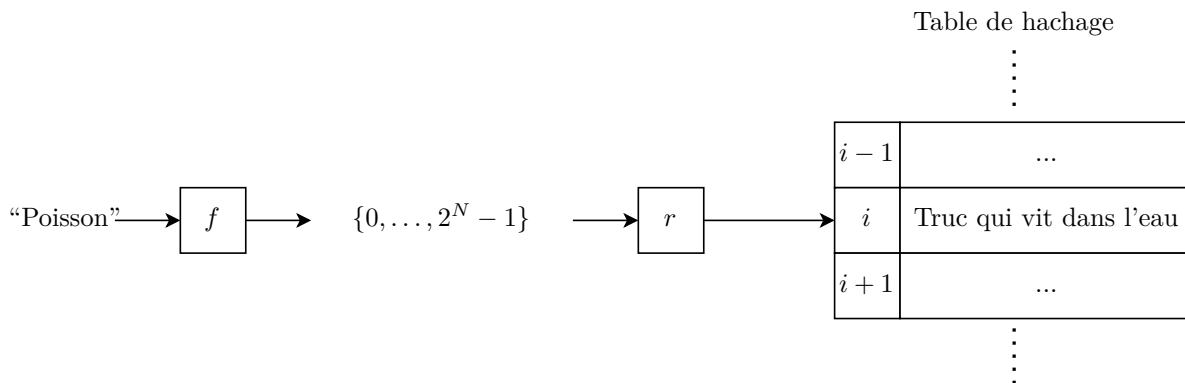 Table de hachage
i − 1 ...
“Poisson” f {0, . . . , 2^N − 1} r i Truc qui vit dans l'eau
i + 1 ...